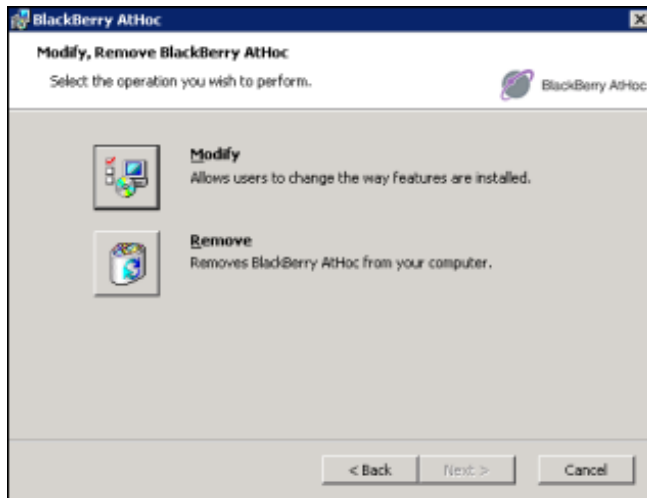 BlackBerry AtHoc
Modify, Remove BlackBerry AtHoc
Select the operation you wish to perform.
BlackBerry AtHoc
Modify
Allows users to change the way features are installed.
Remove
Removes BlackBerry AtHoc from your computer.
< Back Next > Cancel